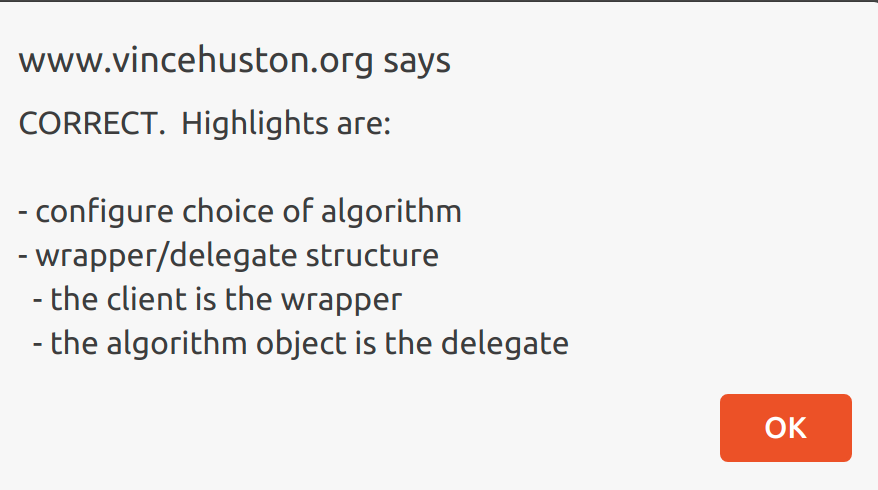 www.vincehuston.org says
CORRECT.  Highlights are:
- configure choice of algorithm
- wrapper/delegate structure
  - the client is the wrapper
  - the algorithm object is the delegate
OK